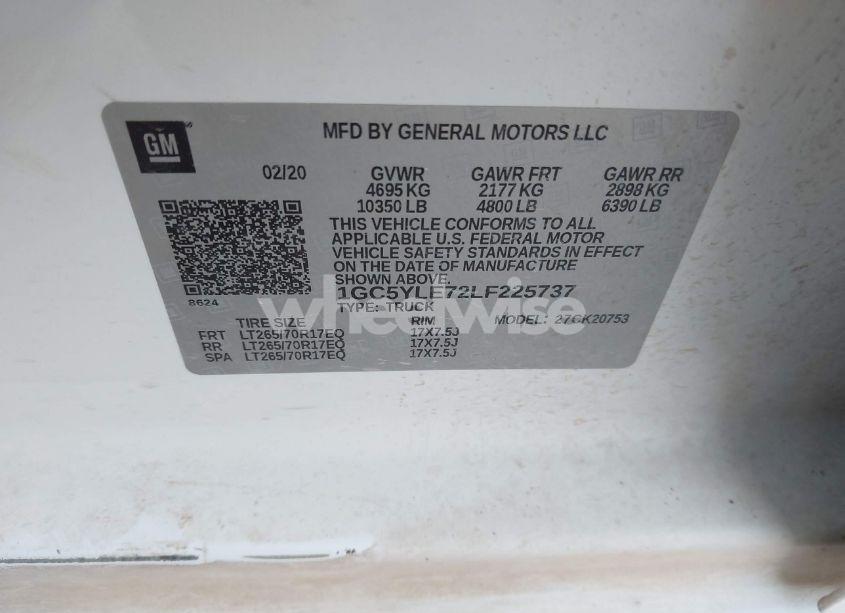 GM
MFD BY GENERAL MOTORS LLC
02/20 GVWR GAWR FRT GAWR RR
4695 KG 2177 KG 2898 KG
10350 LB 4800 LB 6390 LB
THIS VEHICLE CONFORMS TO ALL
APPLICABLE U.S. FEDERAL MOTOR
VEHICLE SAFETY STANDARDS IN EFFECT
ON THE DATE OF MANUFACTURE
SHOWN ABOVE.
8624
1GC5YLE72LF225737
TYPE: TRUCK
wheelwise
TIRE SIZE RIM MODEL: 27CK20753
FRT LT265/70R17EQ 17X7.5J
RR LT265/70R17EQ 17X7.5J
SPA LT265/70R17EQ 17X7.5J